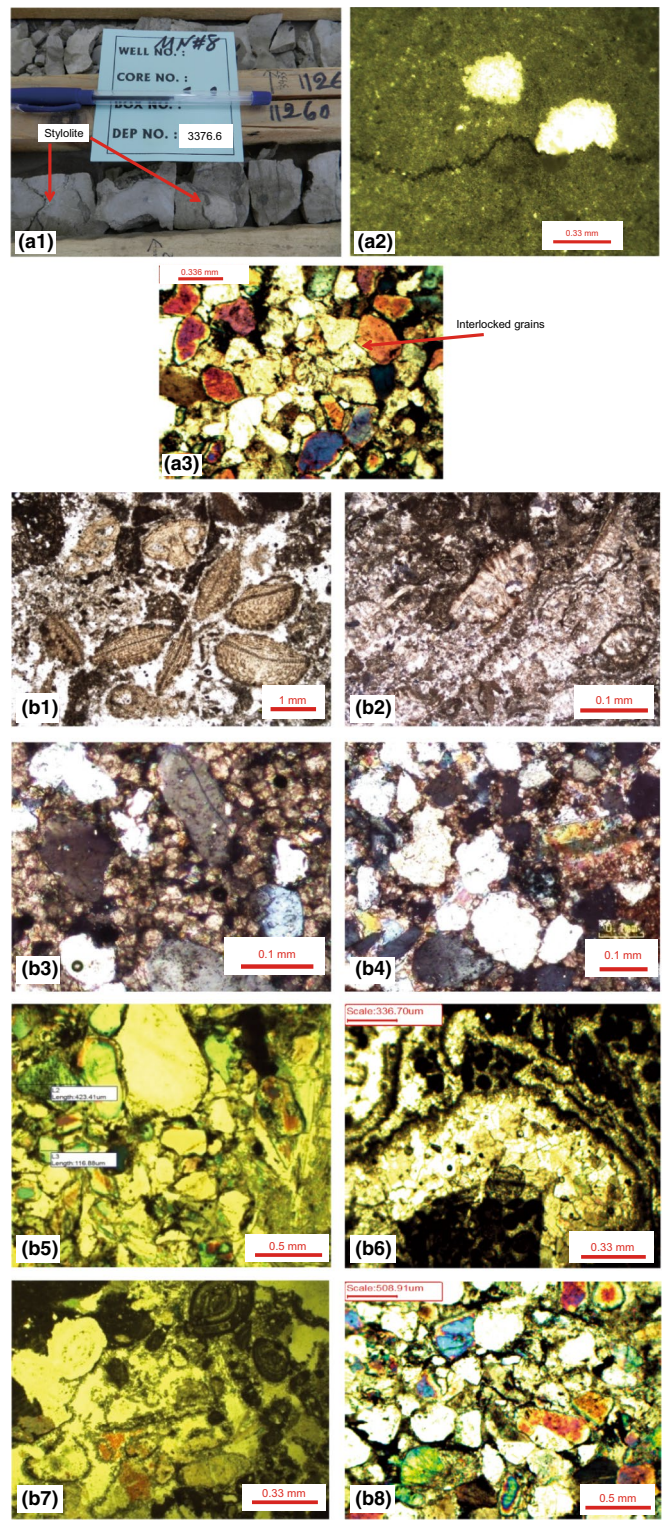 MN#8
WELL NO. :
CORE NO. :
BOX NO. :
DEP NO. : 3376.6
1126
11260
Stylolite
(a1)
0.33 mm
(a2)
0.336 mm
Interlocked grains
(a3)
1 mm
(b1)
0.1 mm
(b2)
0.1 mm
(b3)
0.1 mm
(b4)
L2
Length:423.41um
L3
Length:116.88um
0.5 mm
(b5)
Scale:336.70um
0.33 mm
(b6)
0.33 mm
(b7)
Scale:508.91um
0.5 mm
(b8)